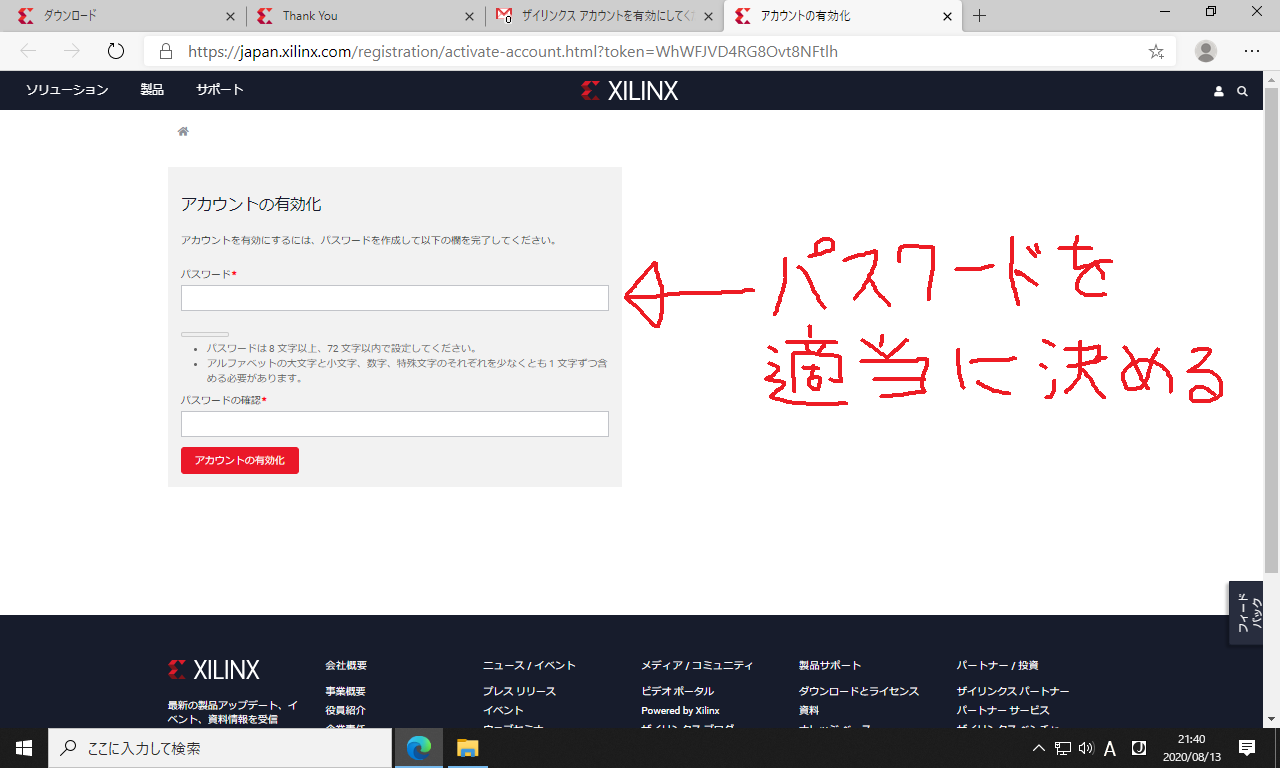 ダウンロード
Thank You
ザイリンクス アカウントを有効にしてく
アカウントの有効化
https://japan.xilinx.com/registration/activate-account.html?token=WhWFJVD4RG8Ovt8NFtlh
ソリューション 製品 サポート
XILINX
アカウントの有効化
アカウントを有効にするには、パスワードを作成して以下の欄を完了してください。
パスワード*
パスワードは 8 文字以上、72 文字以内で設定してください。
アルファベットの大文字と小文字、数字、特殊文字のそれぞれを少なくとも 1 文字ずつ含
める必要があります。
パスワードの確認*
アカウントの有効化
パスワードを
適当に決める
フィード
バック
XILINX
最新の製品アップデート、イ
ベント、資料情報を受信
会社概要
事業概要
役員紹介
ニュース / イベント
プレス リリース
イベント
メディア / コミュニティ
ビデオ ポータル
Powered by Xilinx
製品サポート
ダウンロードとライセンス
資料
パートナー / 投資
ザイリンクス パートナー
パートナー サービス
ここに入力して検索
A
J
21:40
2020/08/13